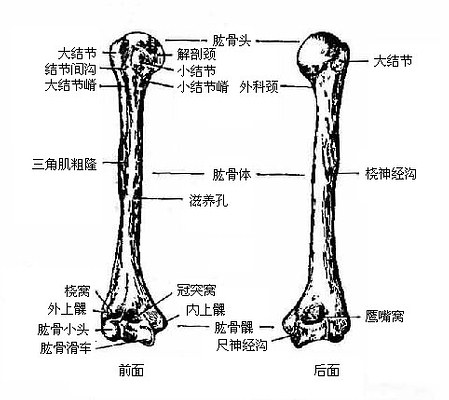 肱骨头
大结节
解剖颈
大结节
结节间沟
小结节
大结节嵴
小结节嵴
外科颈
三角肌粗隆
肱骨体
桡神经沟
滋养孔
桡窝
冠突窝
外上髁
内上髁
鹰嘴窝
肱骨小头
肱骨髁
肱骨滑车
尺神经沟
前面
后面